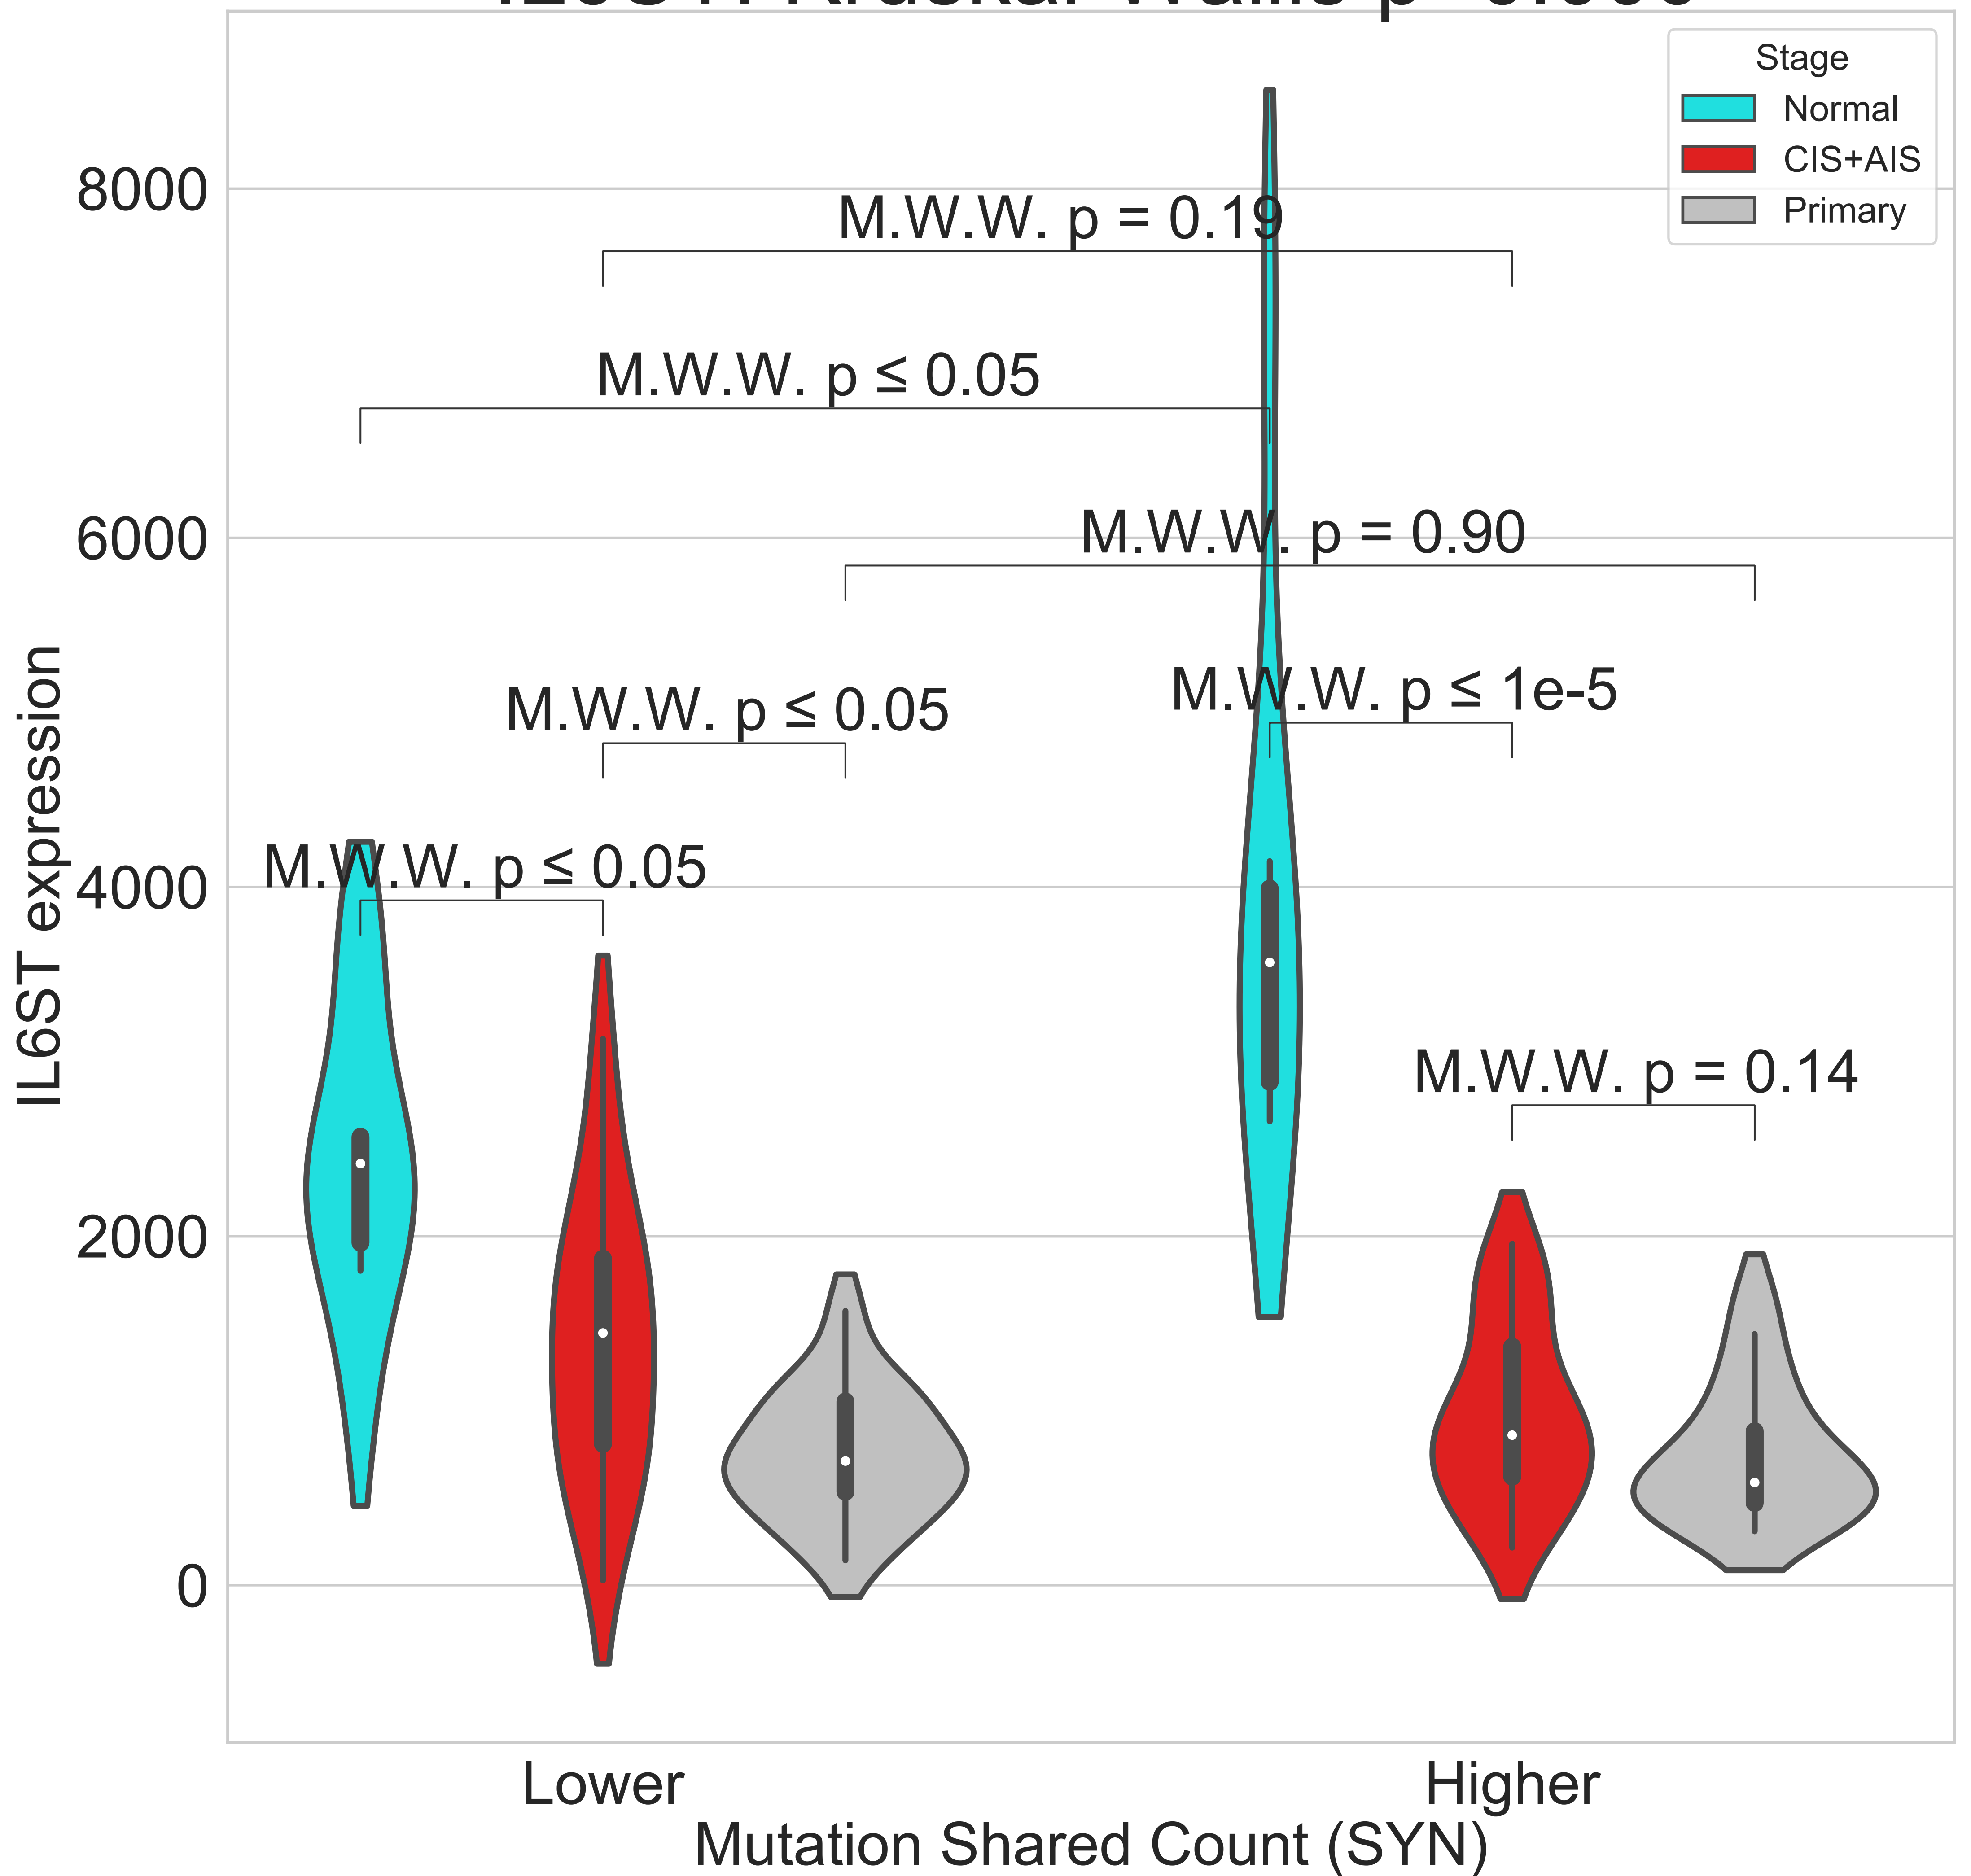 Stage
Normal
CIS+AIS
Primary
8000
6000
4000
2000
0
IL6ST expression
M.W.W. p = 0.19
M.W.W. p ≤ 0.05
M.W.W. p = 0.90
M.W.W. p ≤ 0.05
M.W.W. p ≤ 1e-5
M.W.W. p ≤ 0.05
M.W.W. p = 0.14
Lower
Higher
Mutation Shared Count (SYN)